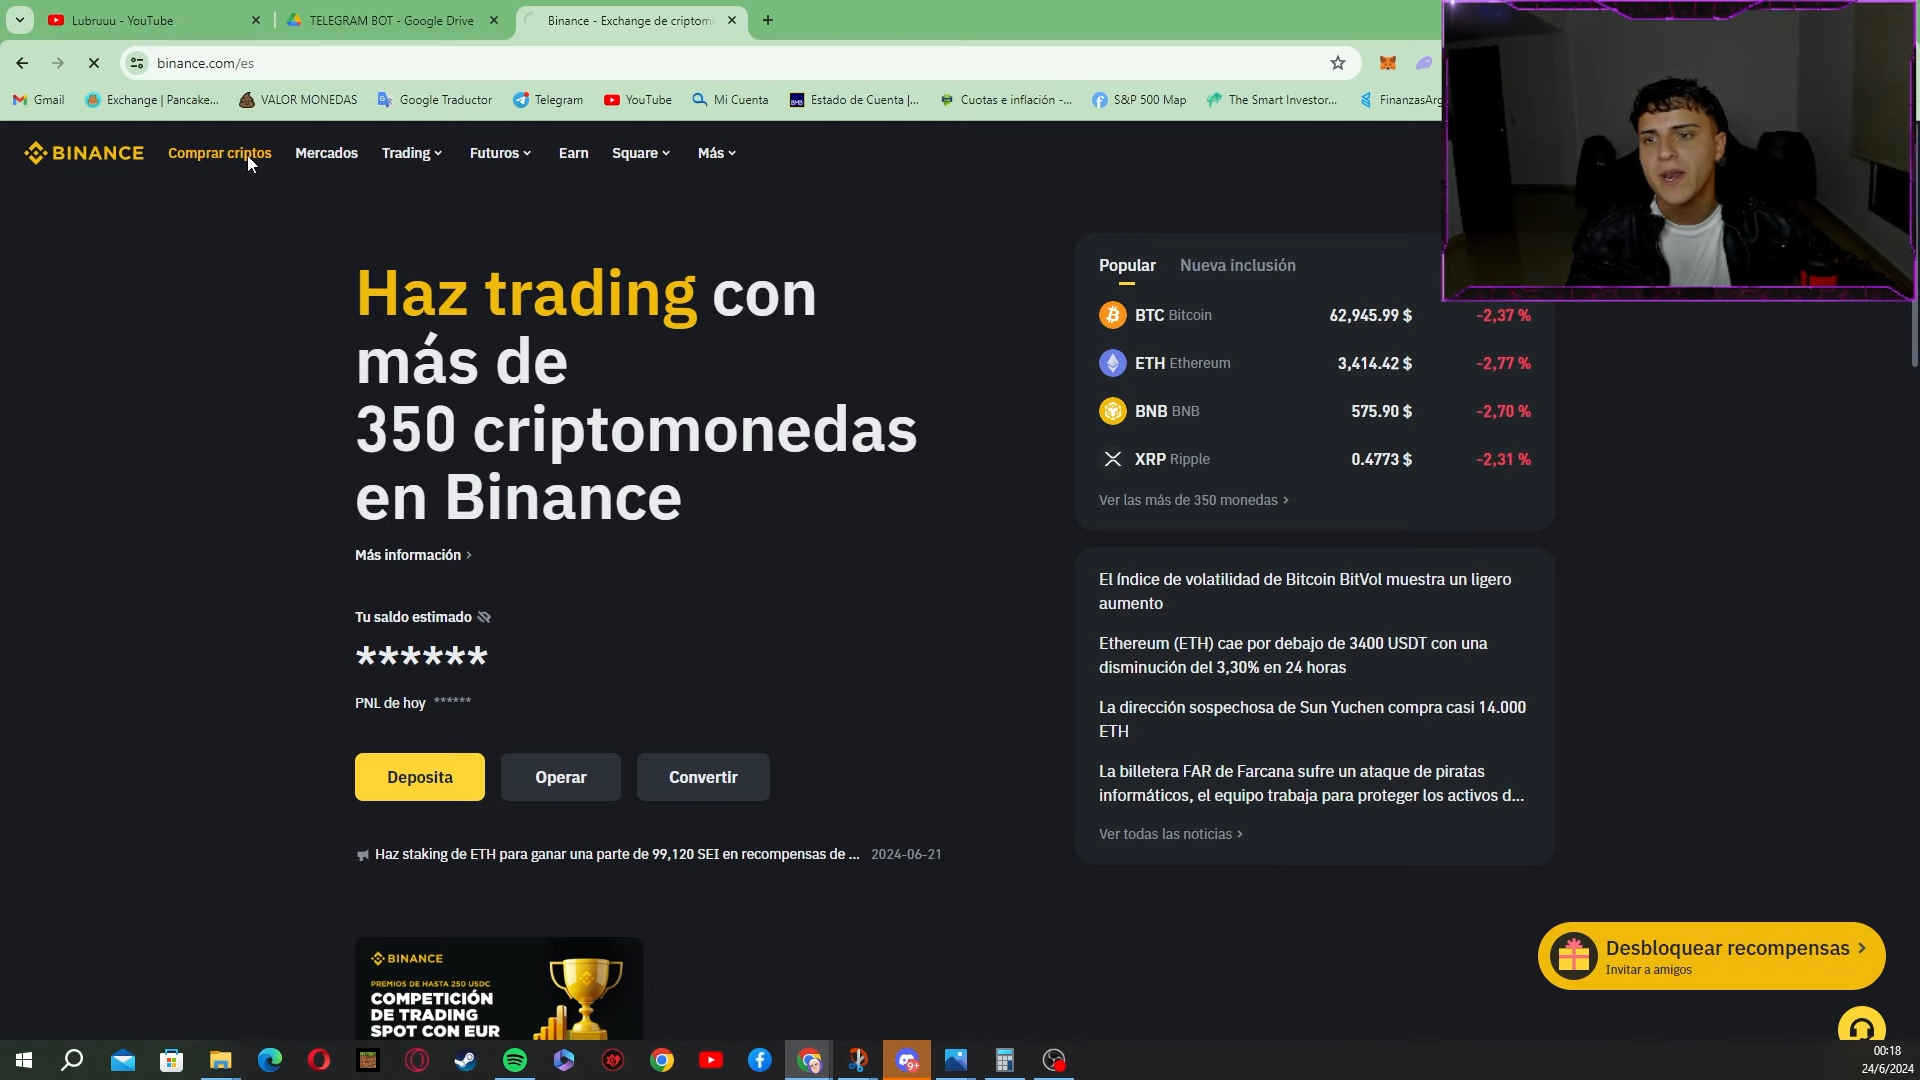 Lubruuu - YouTube
TELEGRAM BOT - Google Drive
Binance - Exchange de criptom
binance.com/es
Gmail
Exchange | Pancake...
VALOR MONEDAS
Google Traductor
Telegram
YouTube
Mi Cuenta
Estado de Cuenta |...
Cuotas e inflación -...
S&P 500 Map
The Smart Investor...
FinanzasArg
BINANCE
Comprar criptos
Mercados
Trading
Futuros
Earn
Square
Más
Haz trading con
más de
350 criptomonedas
en Binance
Más información
Tu saldo estimado
******
PNL de hoy ******
Deposita
Operar
Convertir
Haz staking de ETH para ganar una parte de 99,120 SEI en recompensas de ... 2024-06-21
BINANCE
PREMIOS DE HASTA 250 USDC
COMPETICIÓN
DE TRADING
SPOT CON EUR
Popular Nueva inclusión
BTC Bitcoin 62,945.99 $ -2,37 %
ETH Ethereum 3,414.42 $ -2,77 %
BNB BNB 575.90 $ -2,70 %
XRP Ripple 0.4773 $ -2,31 %
Ver las más de 350 monedas
El índice de volatilidad de Bitcoin BitVol muestra un ligero
aumento
Ethereum (ETH) cae por debajo de 3400 USDT con una
disminución del 3,30% en 24 horas
La dirección sospechosa de Sun Yuchen compra casi 14.000
ETH
La billetera FAR de Farcana sufre un ataque de piratas
informáticos, el equipo trabaja para proteger los activos d...
Ver todas las noticias
Desbloquear recompensas
Invitar a amigos
9+
00:18
24/6/2024